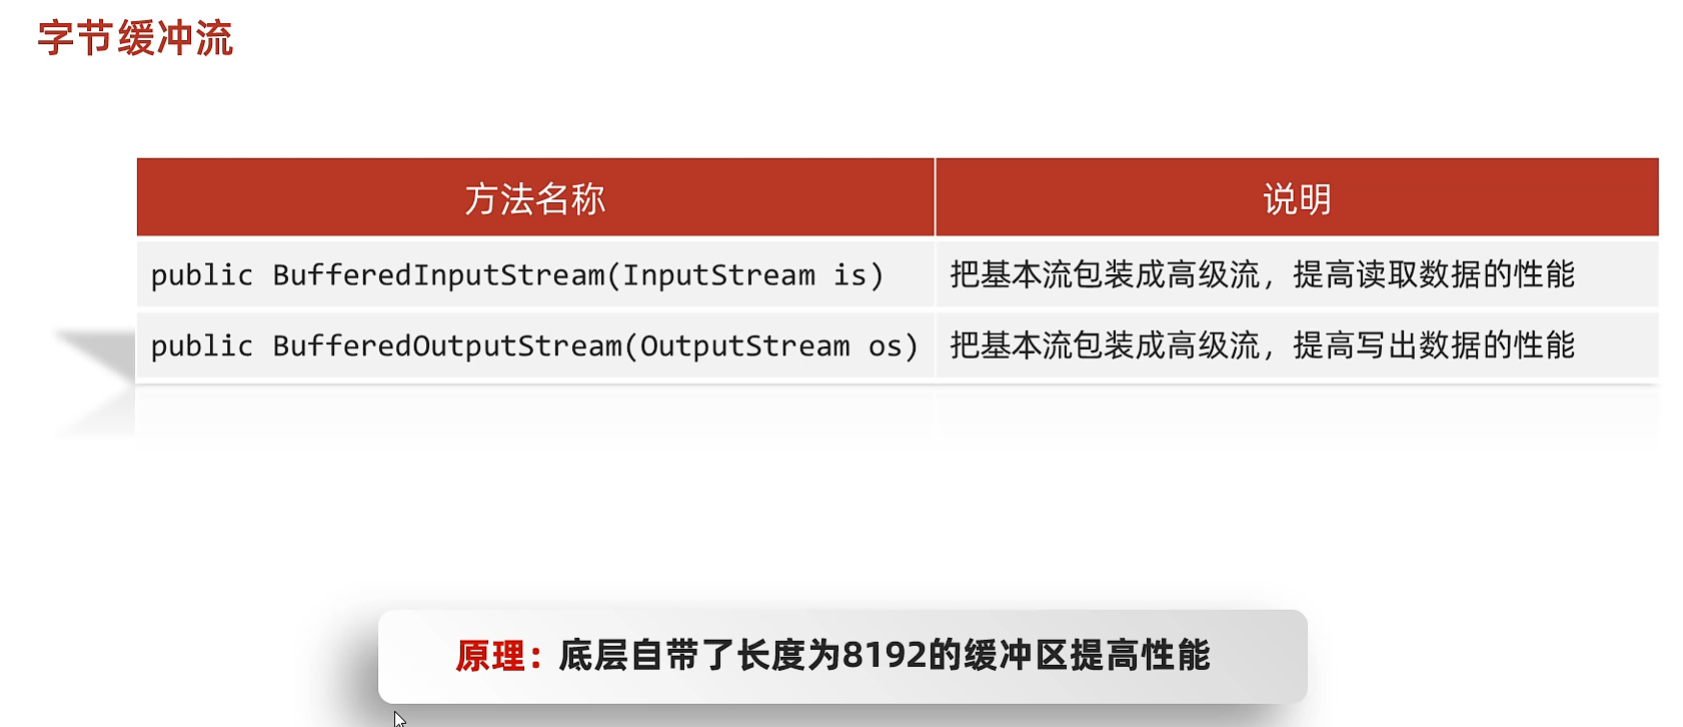 字节缓冲流
方法名称 说明
public BufferedInputStream(InputStream is) 把基本流包装成高级流，提高读取数据的性能
public BufferedOutputStream(OutputStream os) 把基本流包装成高级流，提高写出数据的性能
原理：底层自带了长度为8192的缓冲区提高性能